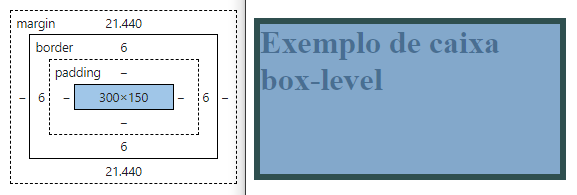 margin 21.440
border 6
padding –
– 6 – 300×150 – 6 –
–
6
21.440
Exemplo de caixa
box-level